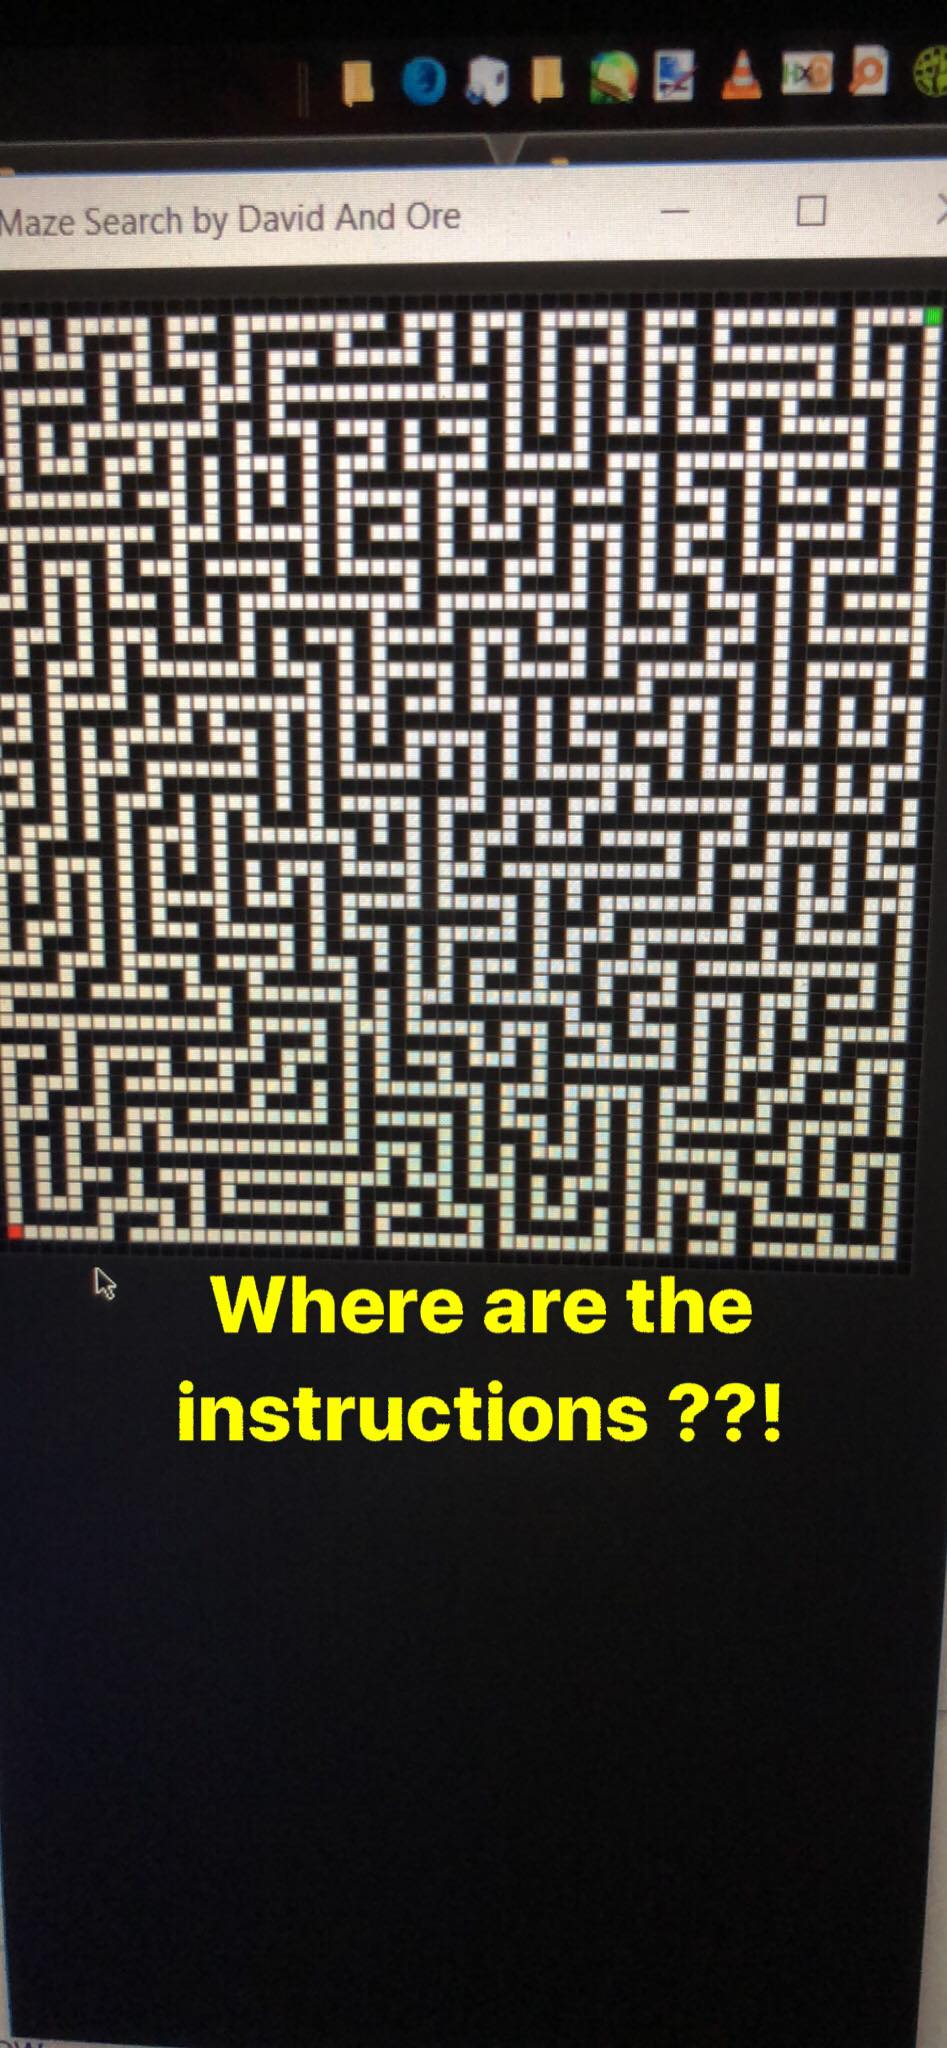 Maze Search by David And Ore
Where are the
instructions ??!